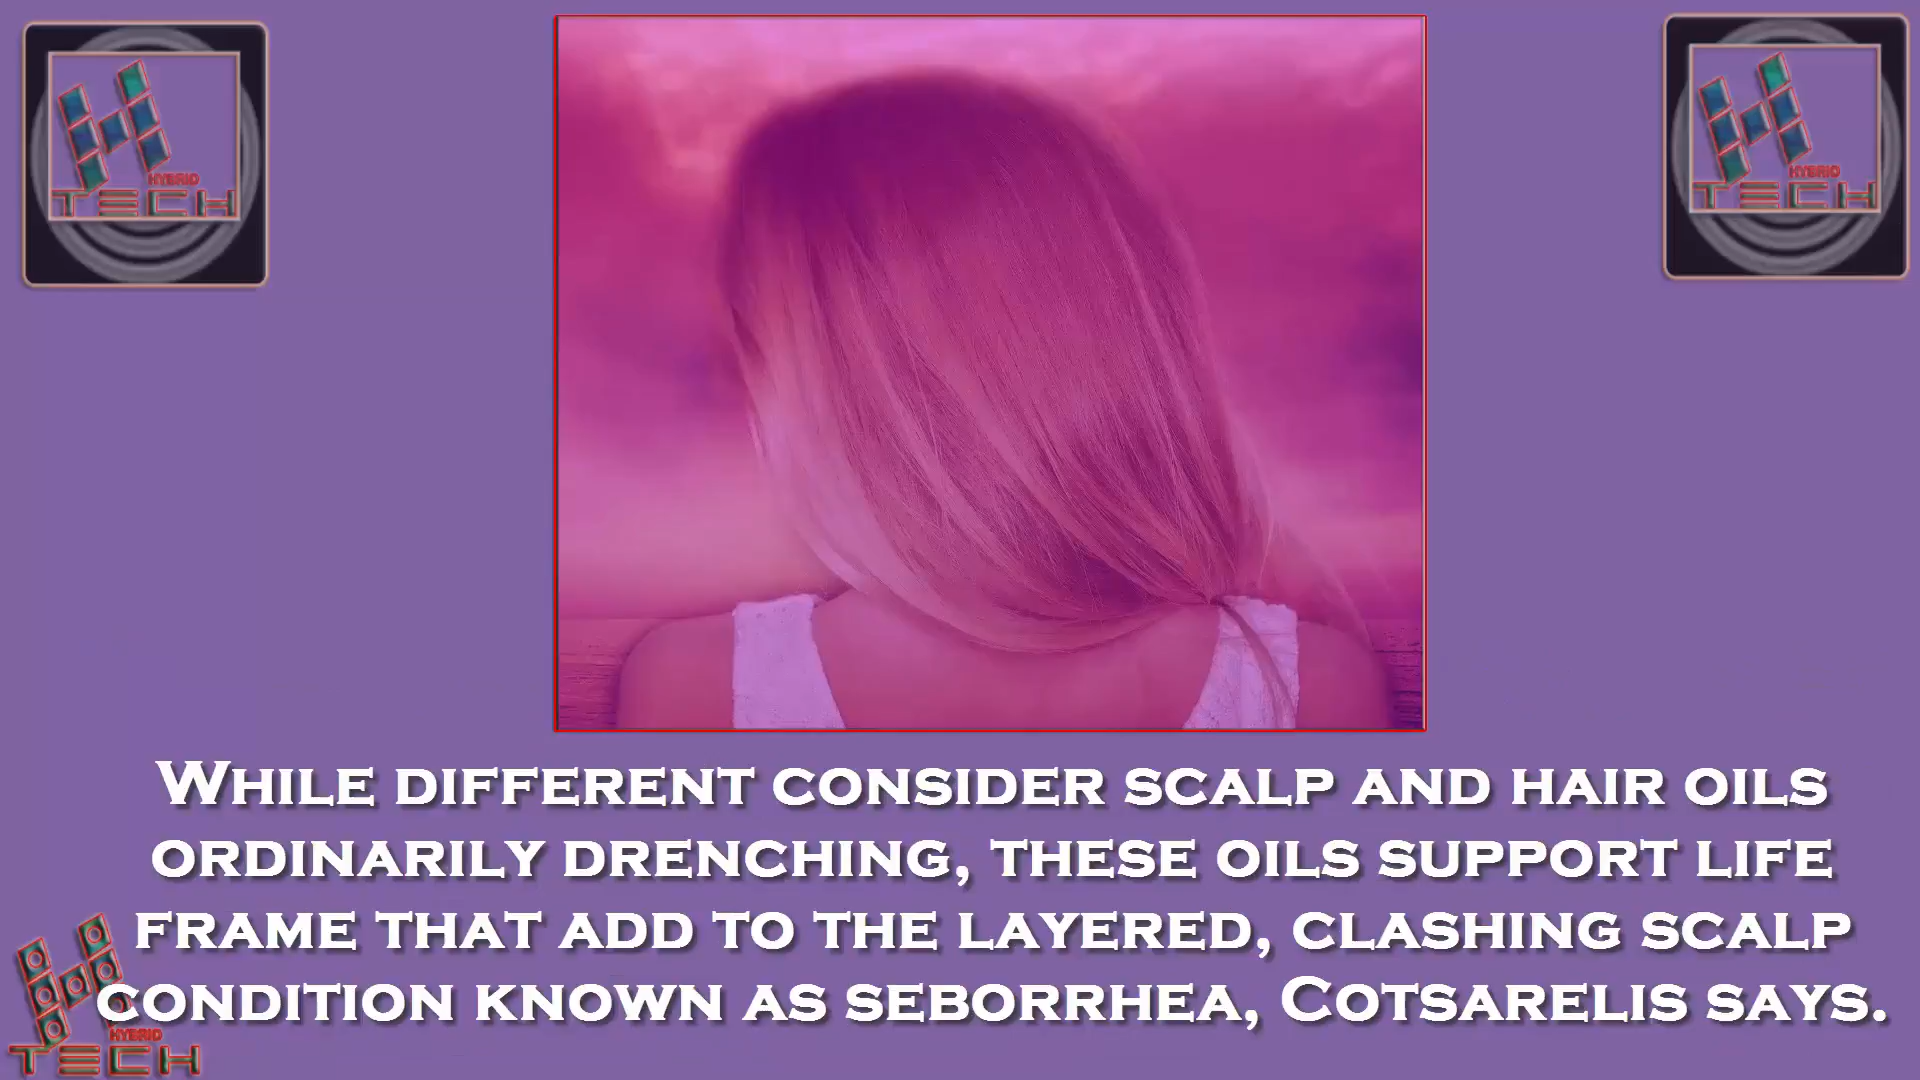 HYBRID
TECH
HYBRID
TECH
While different consider scalp and hair oils
ordinarily drenching, these oils support life
frame that add to the layered, clashing scalp
condition known as seborrhea, Cotsarelis says.
HYBRID
TECH